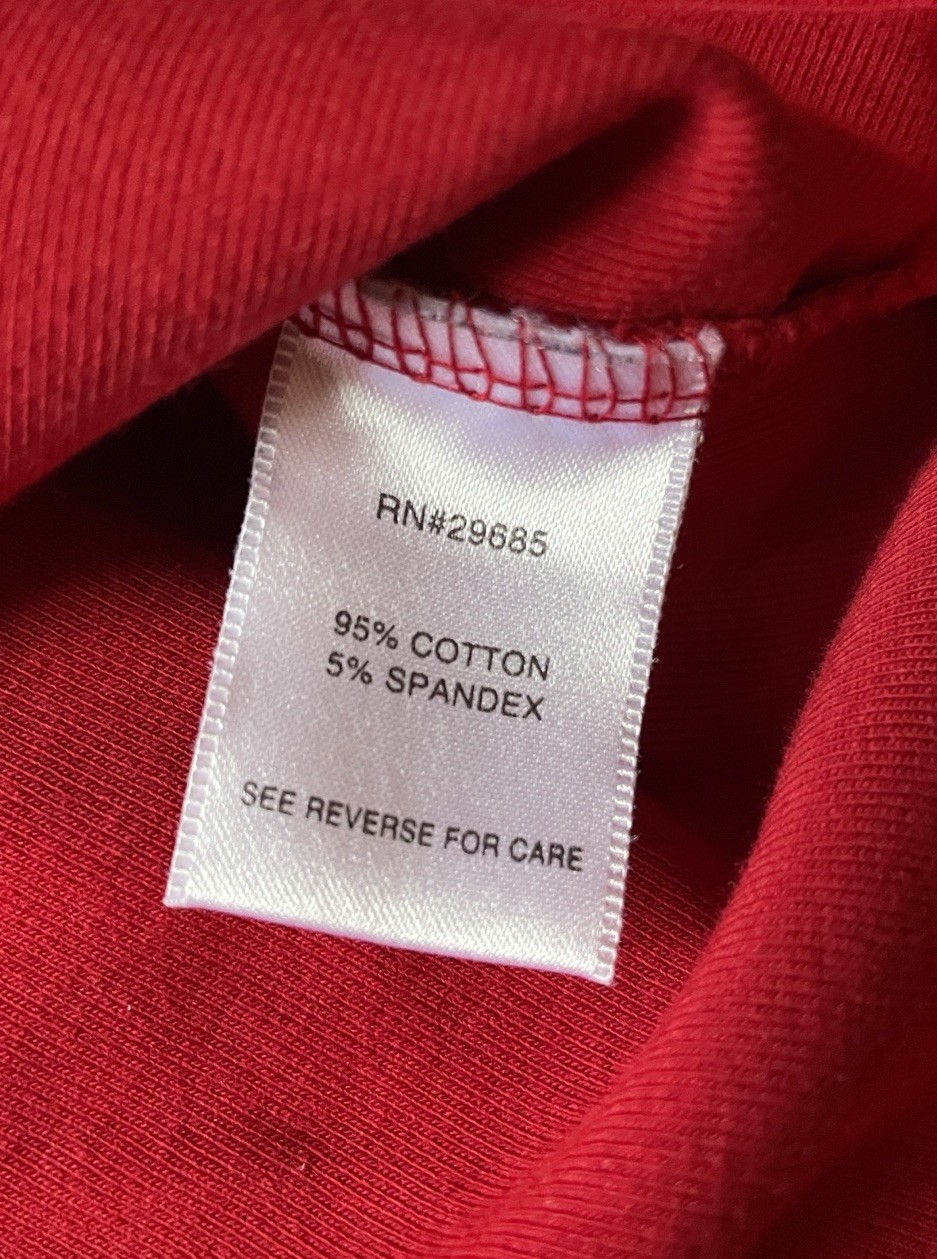 RN#29685
95% COTTON
5% SPANDEX
SEE REVERSE FOR CARE